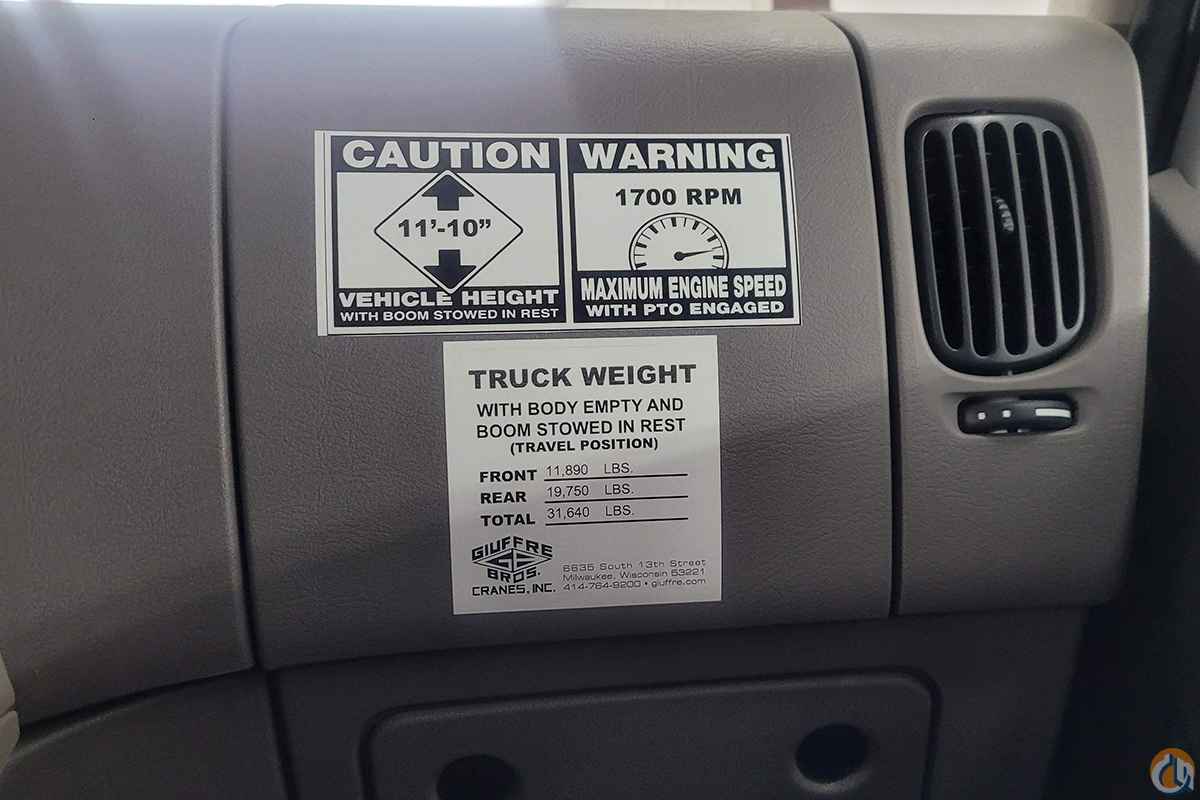 CAUTION
11'-10"
VEHICLE HEIGHT
WITH BOOM STOWED IN REST
WARNING
1700 RPM
MAXIMUM ENGINE SPEED
WITH PTO ENGAGED
TRUCK WEIGHT
WITH BODY EMPTY AND
BOOM STOWED IN REST
(TRAVEL POSITION)
FRONT 11,890 LBS.
REAR 19,750 LBS.
TOTAL 31,640 LBS.
GIUFFRE
BROS.
CRANES, INC.
6635 South 13th Street
Milwaukee, Wisconsin 53221
414-764-9200 • giuffre.com